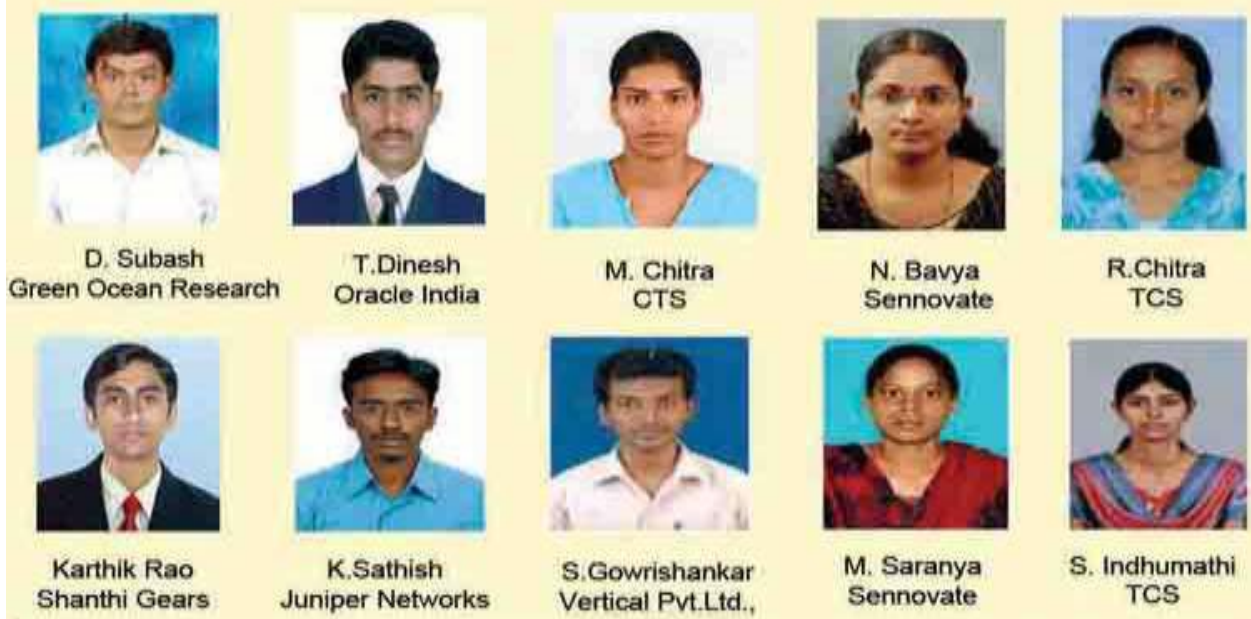 D. Subash
Green Ocean Research
T.Dinesh
Oracle India
M. Chitra
CTS
N. Bavya
Sennovate
R.Chitra
TCS
Karthik Rao
Shanthi Gears
K.Sathish
Juniper Networks
S.Gowrishankar
Vertical Pvt.Ltd.,
M. Saranya
Sennovate
S. Indhumathi
TCS